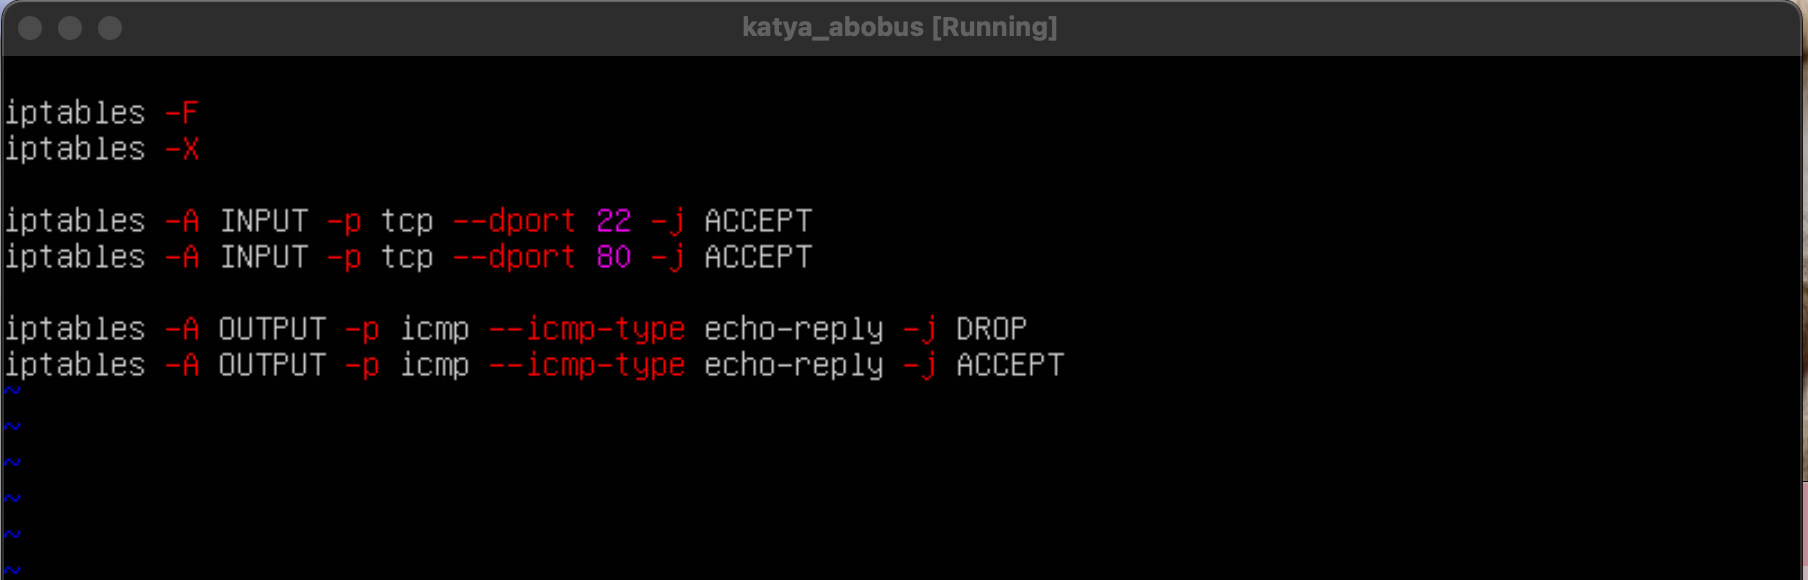 katya_abobus [Running]
iptables -F
iptables -X
iptables -A INPUT -p tcp --dport 22 -j ACCEPT
iptables -A INPUT -p tcp --dport 80 -j ACCEPT
iptables -A OUTPUT -p icmp --icmp-type echo-reply -j DROP
iptables -A OUTPUT -p icmp --icmp-type echo-reply -j ACCEPT
~
~
~
~
~
~